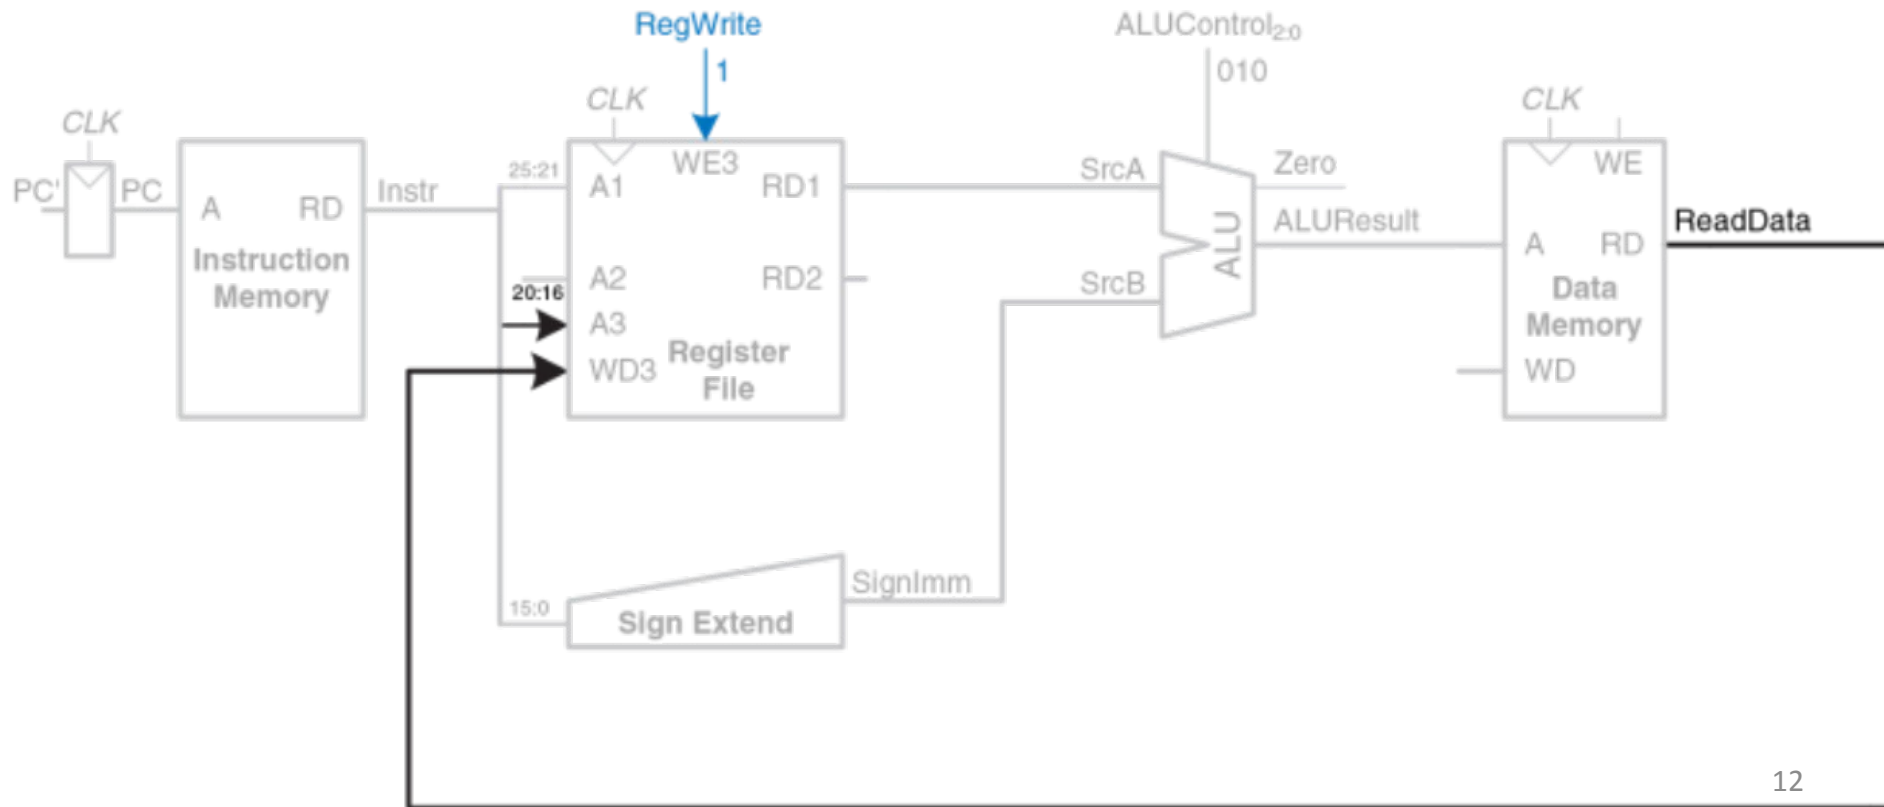 RegWrite
1
ALUControl2:0
010
CLK
CLK
CLK
PC'
PC
A
RD
Instruction
Memory
Instr
25:21
A1
WE3
RD1
A2
RD2
20:16
A3
WD3
Register
File
SrcA
SrcB
ALU
Zero
ALUResult
WE
A
RD
Data
Memory
WD
ReadData
15:0
Sign Extend
SignImm
12